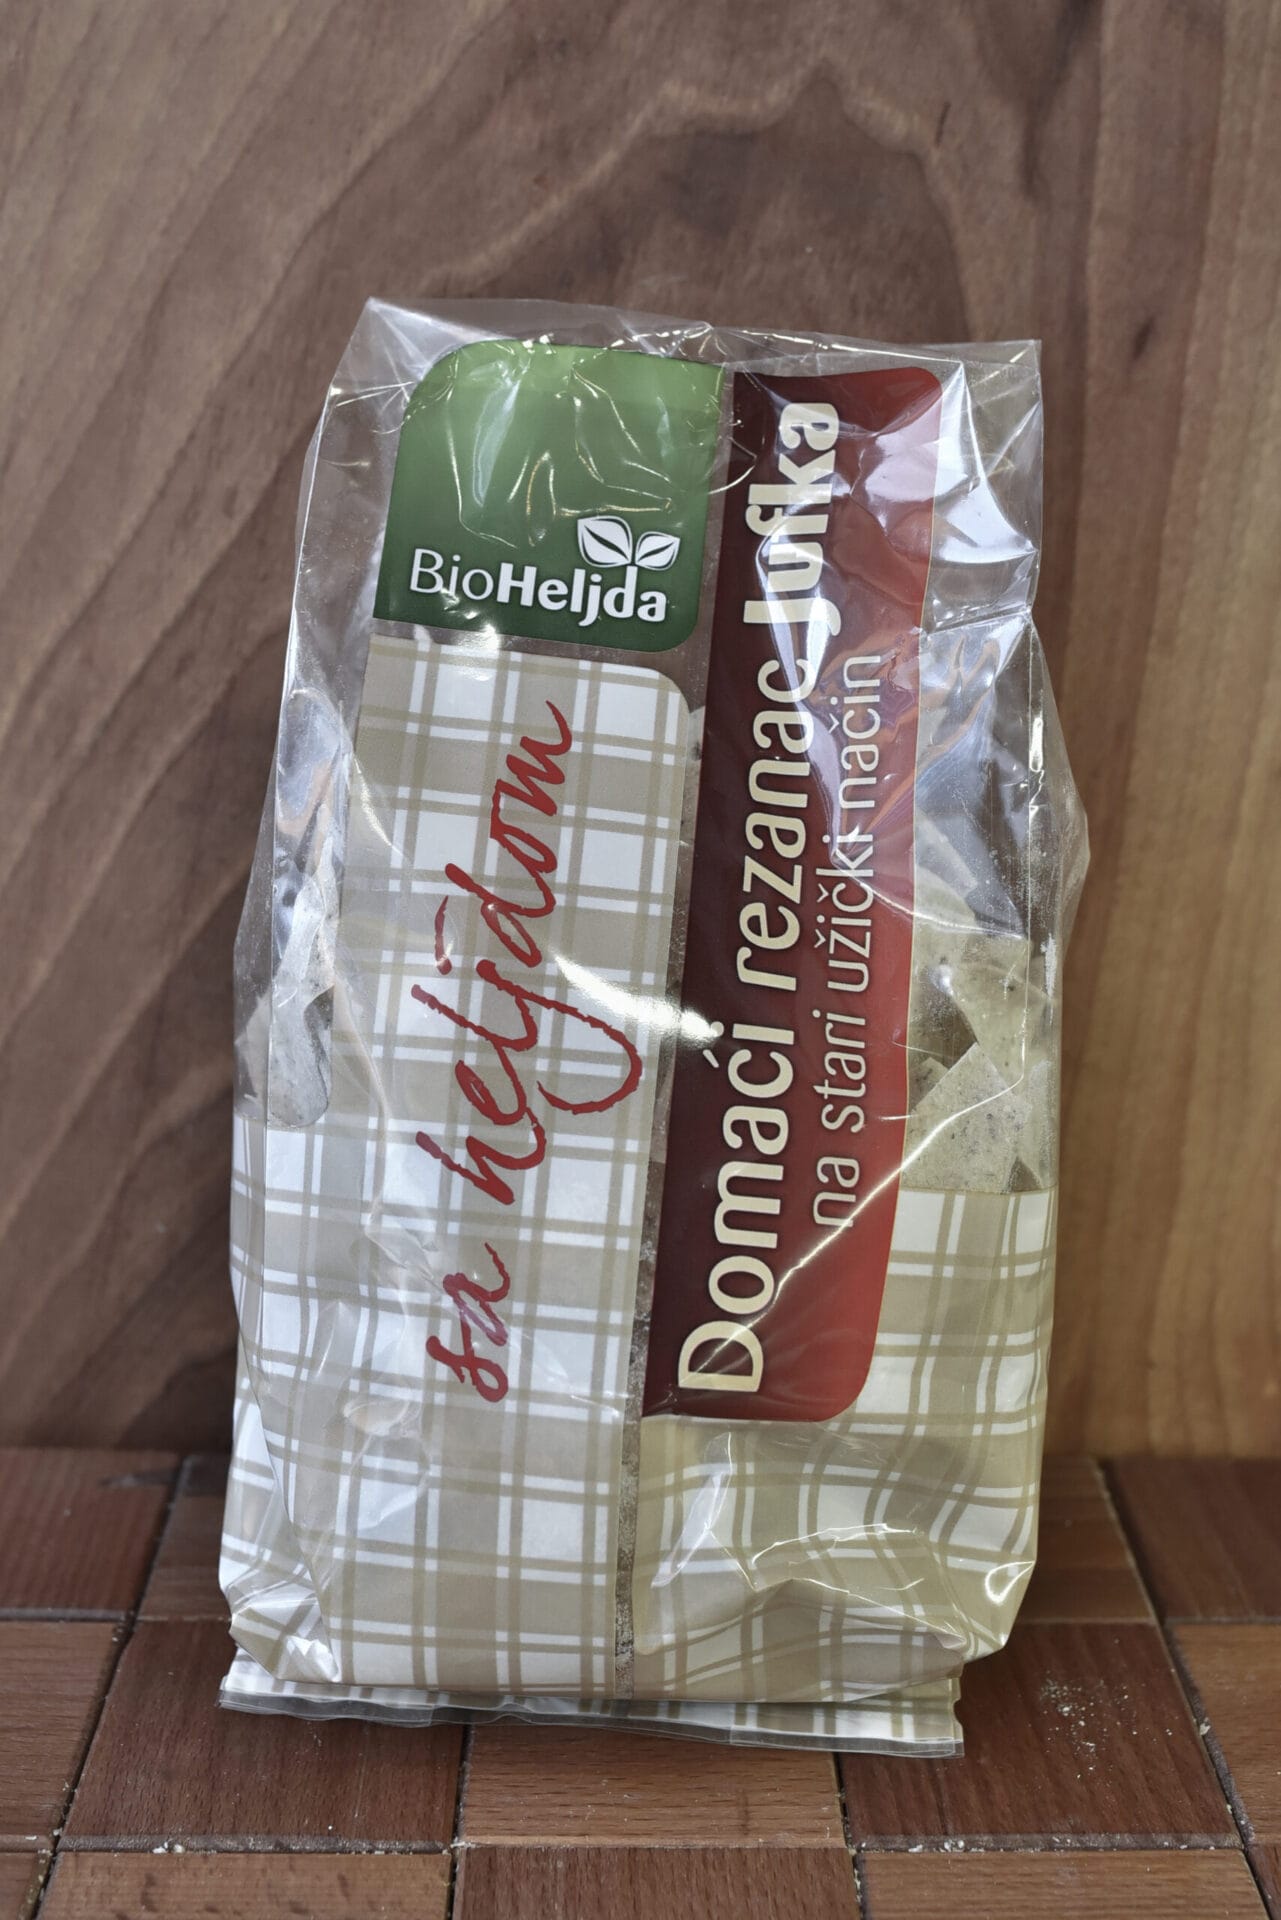 BioHeljda
sa heljdom
Domaći rezanac Jufka
na stari užički način